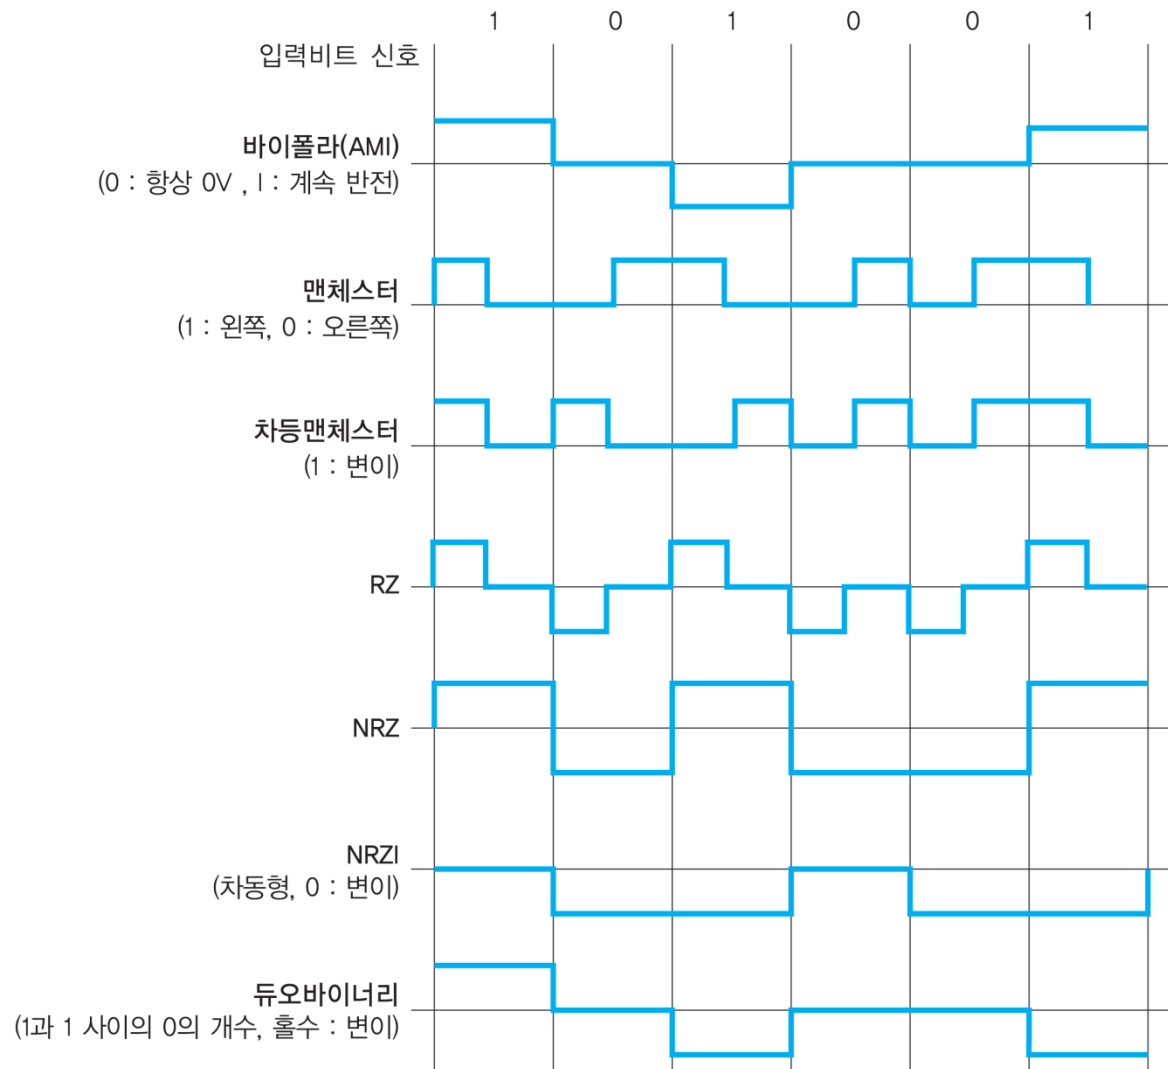 1 0 1 0 0 1
입력비트 신호
바이폴라(AMI)
(0 : 항상 0V , l : 계속 반전)
맨체스터
(1 : 왼쪽, 0 : 오른쪽)
차등맨체스터
(1 : 변이)
RZ
NRZ
NRZI
(차동형, 0 : 변이)
듀오바이너리
(1과 1 사이의 0의 개수, 홀수 : 변이)